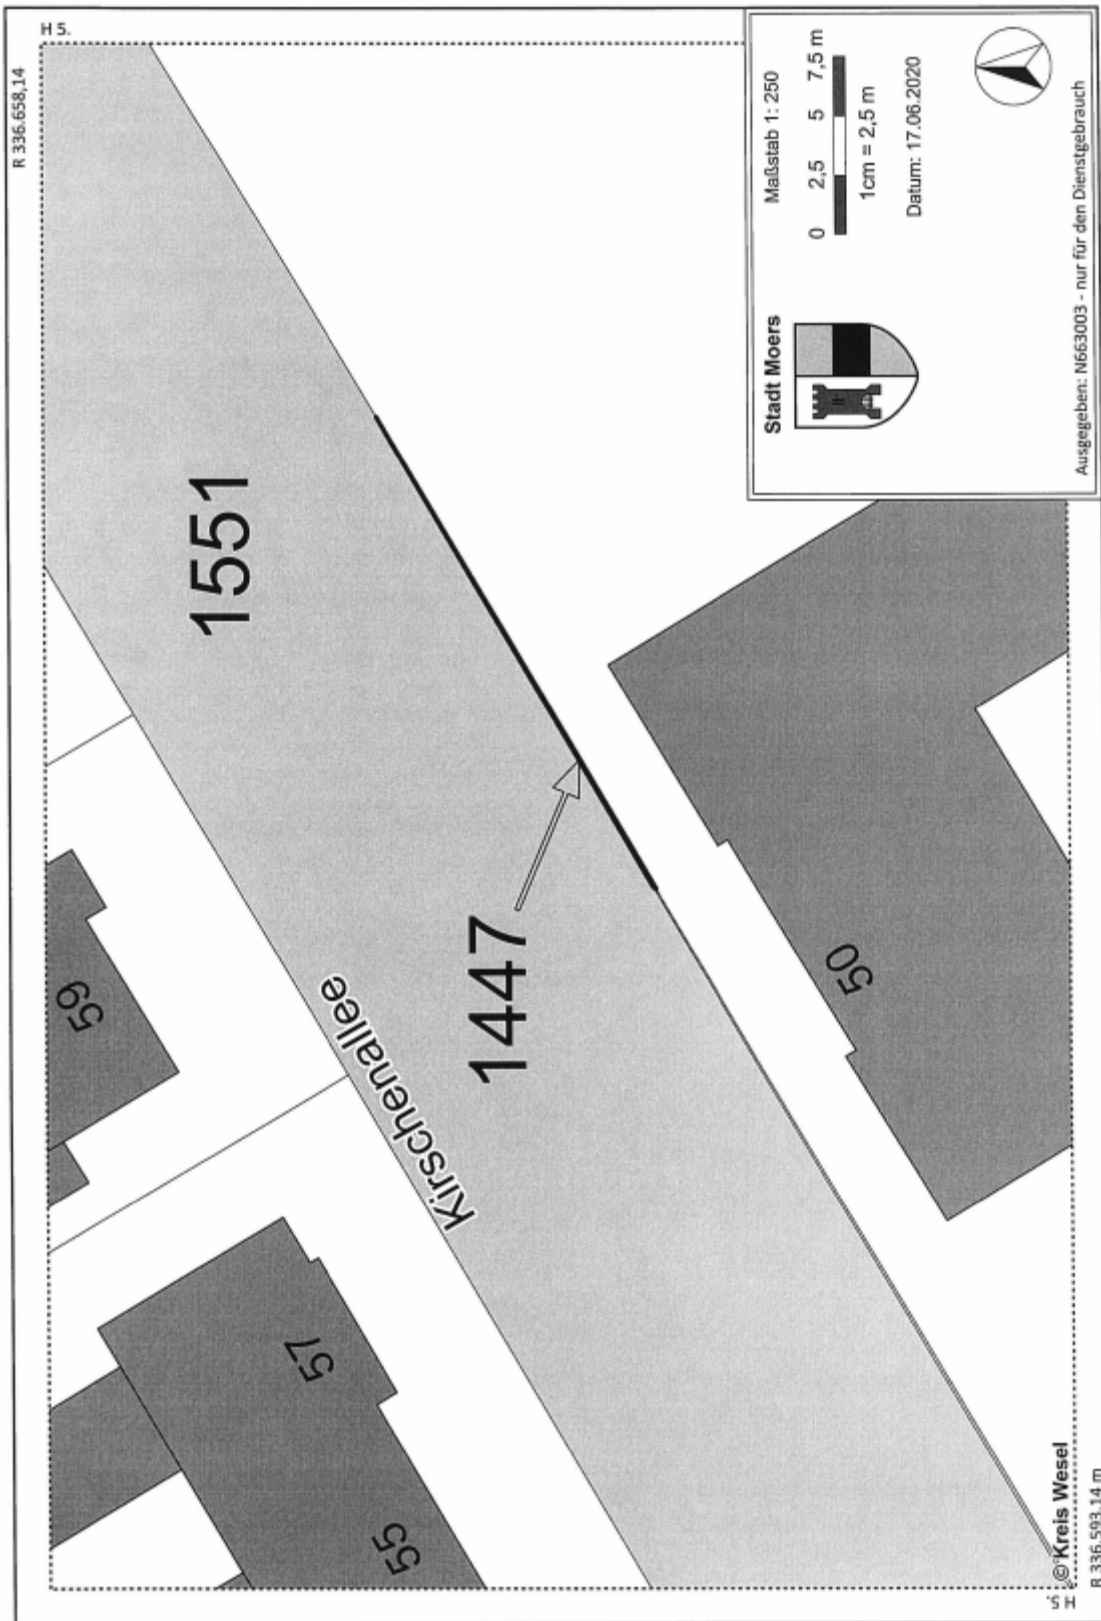 H 5.
R 336.658,14
1551
59
Kirschenallee
1447
57
50
55
Stadt Moers
Maßstab 1: 250
0 2,5 5 7,5 m
1cm = 2,5 m
Datum: 17.06.2020
Ausgegeben: N663003 - nur für den Dienstgebrauch
© Kreis Wesel
H 5.
R 336.593,14 m